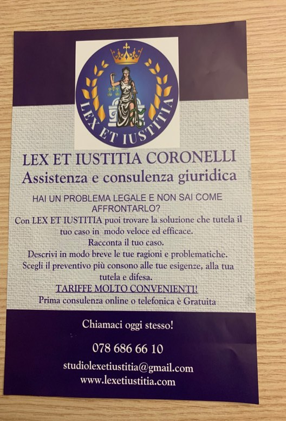 LEX ET IUSTITIA
LEX ET IUSTITIA CORONELLI
Assistenza e consulenza giuridica
HAI UN PROBLEMA LEGALE E NON SAI COME
AFFRONTARLO?
Con LEX ET IUSTITIA puoi trovare la soluzione che tutela il
tuo caso in modo veloce ed efficace.
Racconta il tuo caso.
Descrivi in modo breve le tue ragioni e problematiche.
Scegli il preventivo più consono alle tue esigenze, alla tua
tutela e difesa.
TARIFFE MOLTO CONVENIENTI!
Prima consulenza online o telefonica è Gratuita
Chiamaci oggi stesso!
078 686 66 10
studiolexetiustitia@gmail.com
www.lexetiustitia.com